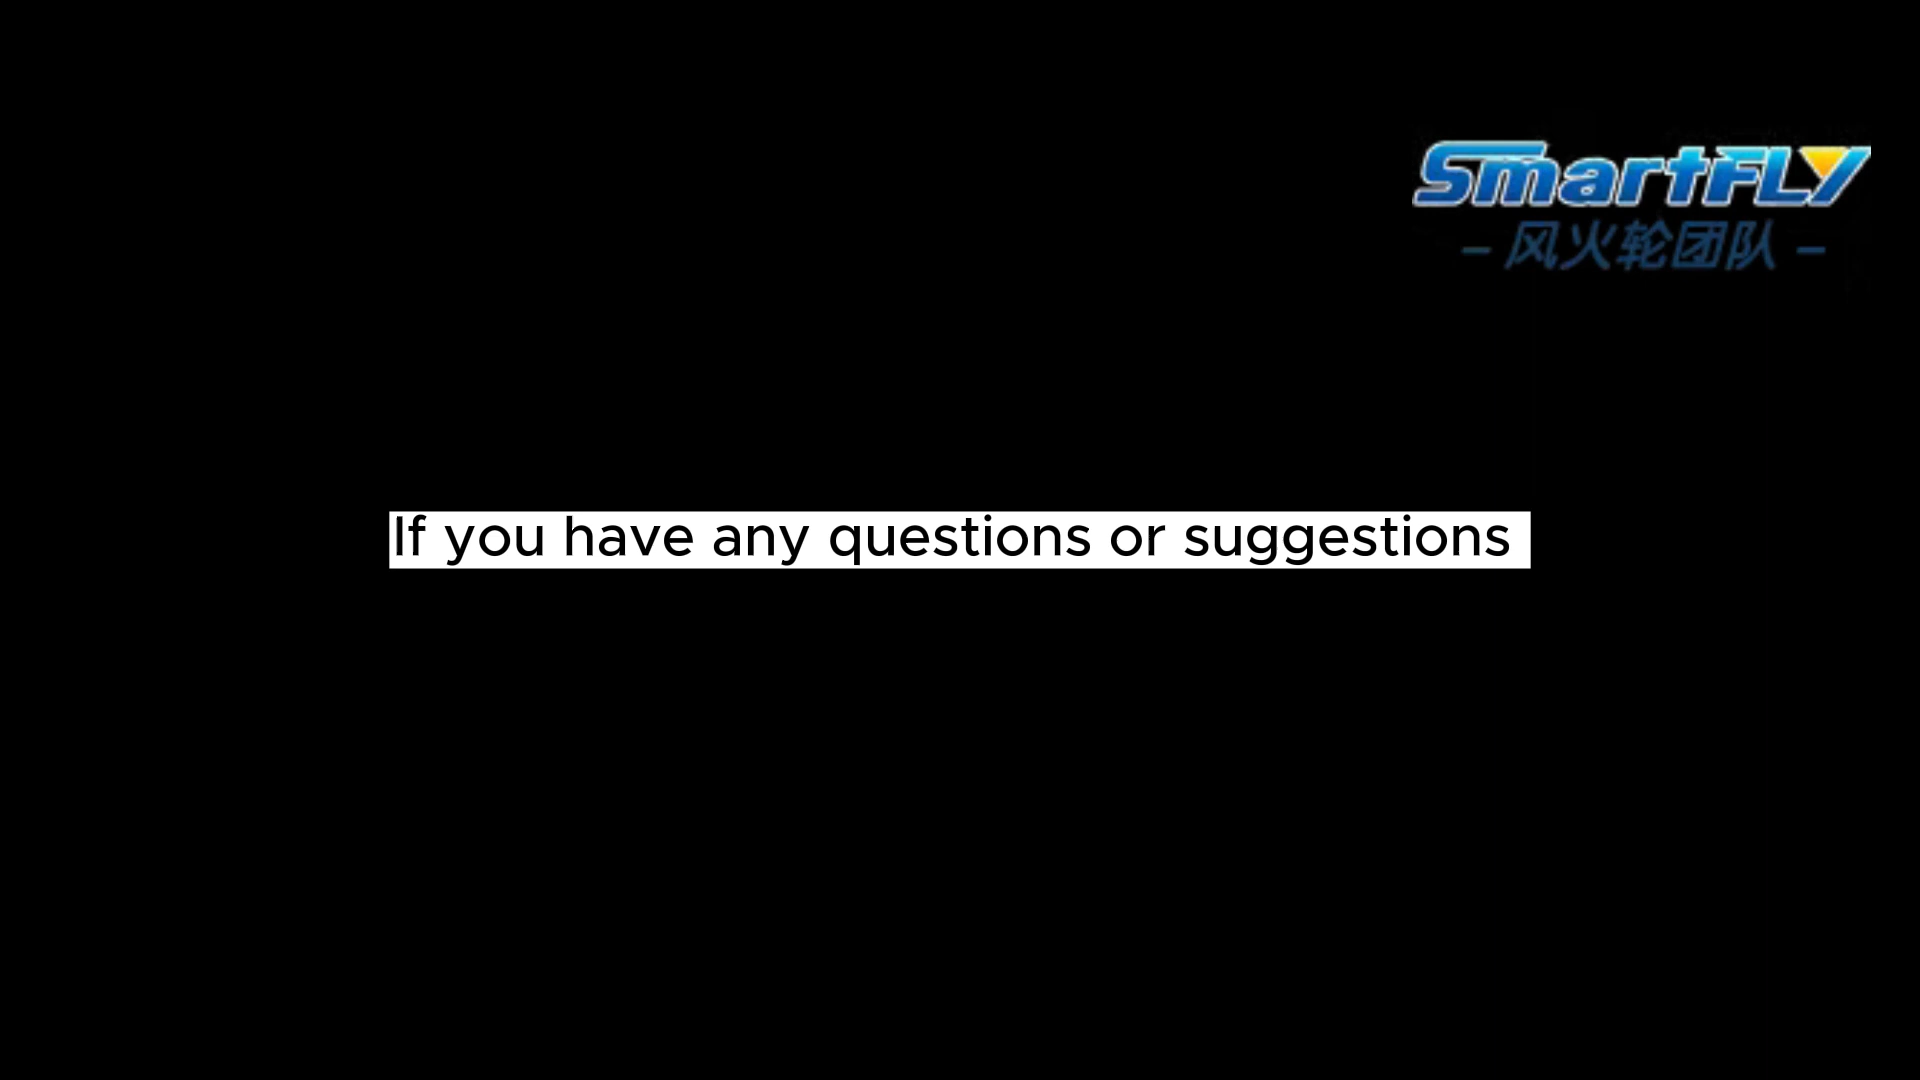 SmartFLY
– 风火轮团队 –
If you have any questions or suggestions